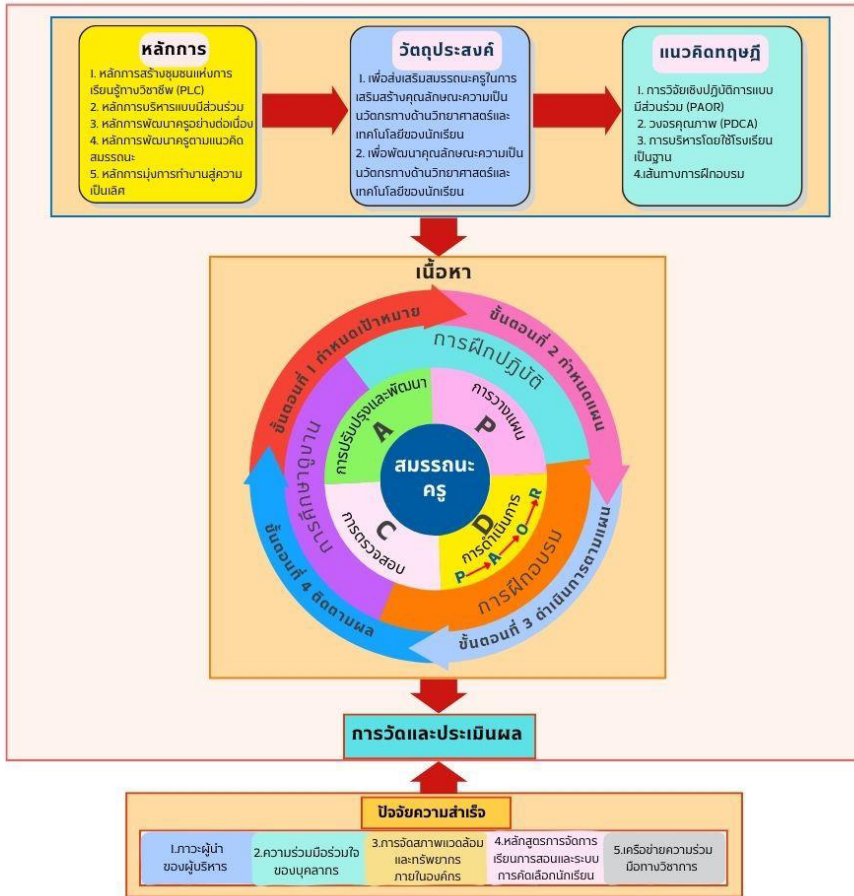 หลักการ
1. หลักการสร้างชุมชนแห่งการ
เรียนรู้ทางวิชาชีพ (PLC)
2. หลักการบริหารแบบมีส่วนร่วม
3. หลักการพัฒนาครูอย่างต่อเนื่อง
4. หลักการพัฒนาครูตามแนวคิด
สมรรถนะ
5. หลักการมุ่งการทำงานสู่ความ
เป็นเลิศ
วัตถุประสงค์
1. เพื่อส่งเสริมสมรรถนะครูในการ
เสริมสร้างคุณลักษณะความเป็น
นวัตกรทางด้านวิทยาศาสตร์และ
เทคโนโลยีของนักเรียน
2. เพื่อพัฒนาคุณลักษณะความเป็น
นวัตกรทางด้านวิทยาศาสตร์และ
เทคโนโลยีของนักเรียน
แนวคิดทฤษฎี
1. การวิจัยเชิงปฏิบัติการแบบ
มีส่วนร่วม (PAOR)
2. วงจรคุณภาพ (PDCA)
3. การบริหารโดยใช้โรงเรียน
เป็นฐาน
4.เส้นทางการฝึกอบรม
เนื้อหา
ขั้นตอนที่ 1 กำหนดเป้าหมาย
ขั้นตอนที่ 2 กำหนดแผน
ขั้นตอนที่ 3 ดำเนินการตามแผน
ขั้นตอนที่ 4 ติดตามผล
การฝึกปฏิบัติ
การฝึกอบรม
การศึกษาดูงาน
การปรับปรุงและพัฒนา
A
การวางแผน
P
D
การดำเนินการ
P A O R
C
การตรวจสอบ
สมรรถนะ
ครู
การวัดและประเมินผล
ปัจจัยความสำเร็จ
1.ภาวะผู้นำ
ของผู้บริหาร
2.ความร่วมมือร่วมใจ
ของบุคลากร
3.การจัดสภาพแวดล้อม
และทรัพยากร
ภายในองค์กร
4.หลักสูตรการจัดการ
เรียนการสอนและระบบ
การคัดเลือกนักเรียน
5.เครือข่ายความร่วม
มือทางวิชาการ